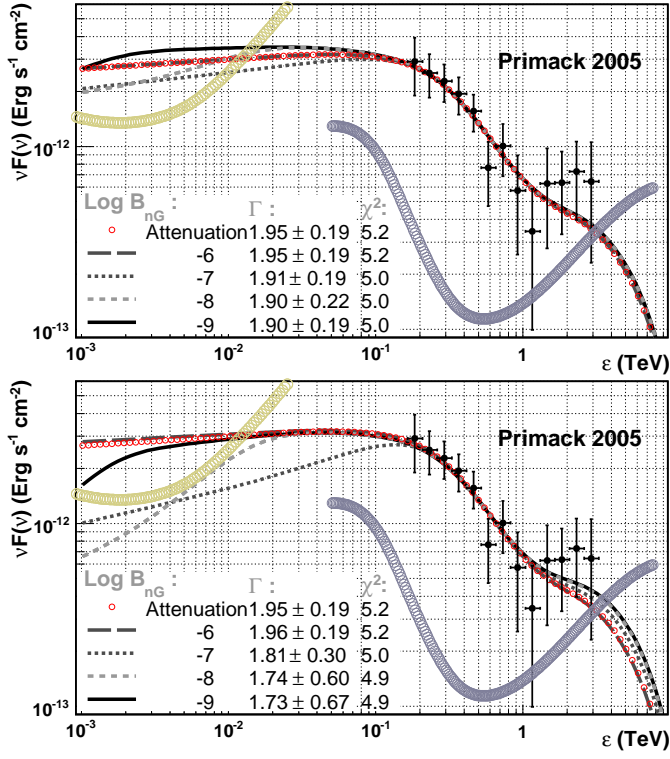 Primack 2005
νF(ν) (Erg s⁻¹ cm⁻²)
10⁻¹²
10⁻¹³
Log B_nG : Γ: χ²:
Attenuation 1.95 ± 0.19 5.2
-6 1.95 ± 0.19 5.2
-7 1.91 ± 0.19 5.0
-8 1.90 ± 0.22 5.0
-9 1.90 ± 0.19 5.0
10⁻³ 10⁻² 10⁻¹ 1
ε (TeV)
Primack 2005
νF(ν) (Erg s⁻¹ cm⁻²)
10⁻¹²
10⁻¹³
Log B_nG : Γ: χ²:
Attenuation 1.95 ± 0.19 5.2
-6 1.96 ± 0.19 5.2
-7 1.81 ± 0.30 5.0
-8 1.74 ± 0.60 4.9
-9 1.73 ± 0.67 4.9
10⁻³ 10⁻² 10⁻¹ 1
ε (TeV)